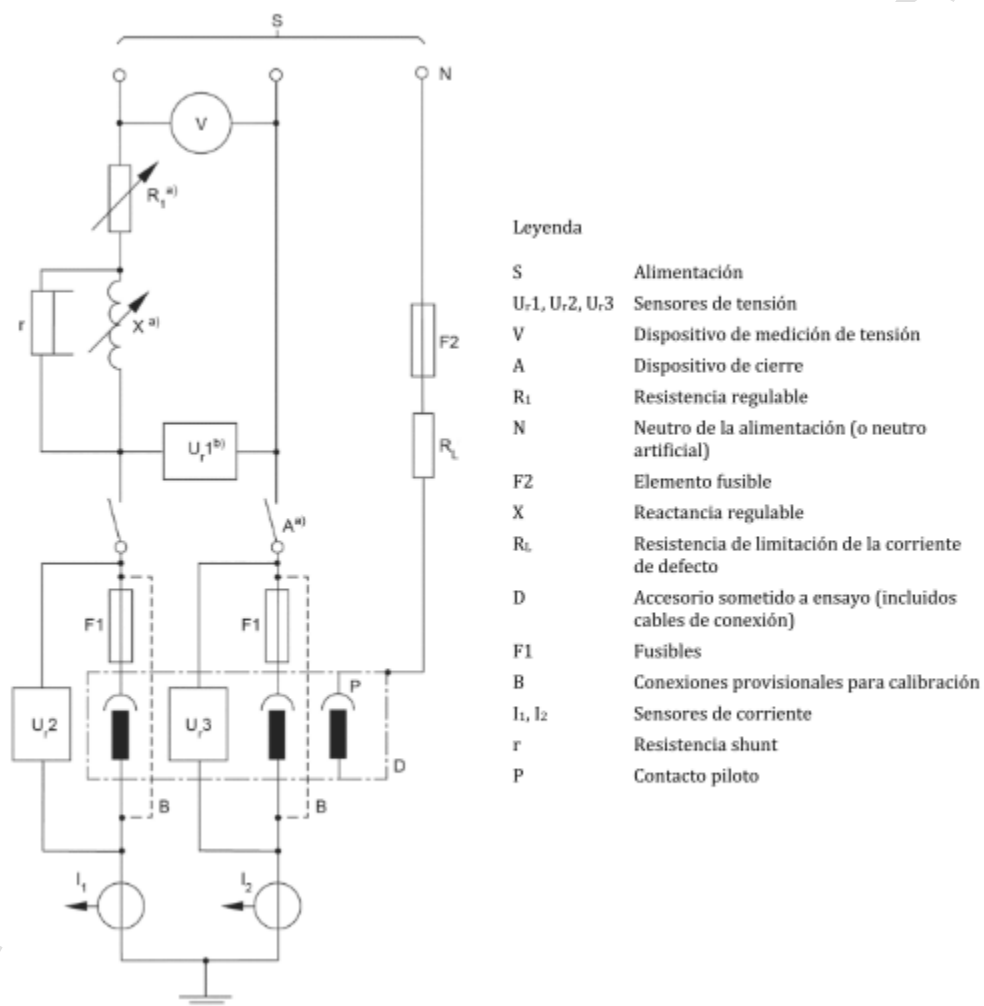 S
N
V
R₁ a)
r
X a)
F2
Uᵣ1 b)
R_L
A a)
F1
F1
P
Uᵣ2
Uᵣ3
D
B
B
I₁
I₂
Leyenda
S Alimentación
Uᵣ1, Uᵣ2, Uᵣ3 Sensores de tensión
V Dispositivo de medición de tensión
A Dispositivo de cierre
R₁ Resistencia regulable
N Neutro de la alimentación (o neutro
artificial)
F2 Elemento fusible
X Reactancia regulable
R_L Resistencia de limitación de la corriente
de defecto
D Accesorio sometido a ensayo (incluidos
cables de conexión)
F1 Fusibles
B Conexiones provisionales para calibración
I₁, I₂ Sensores de corriente
r Resistencia shunt
P Contacto piloto